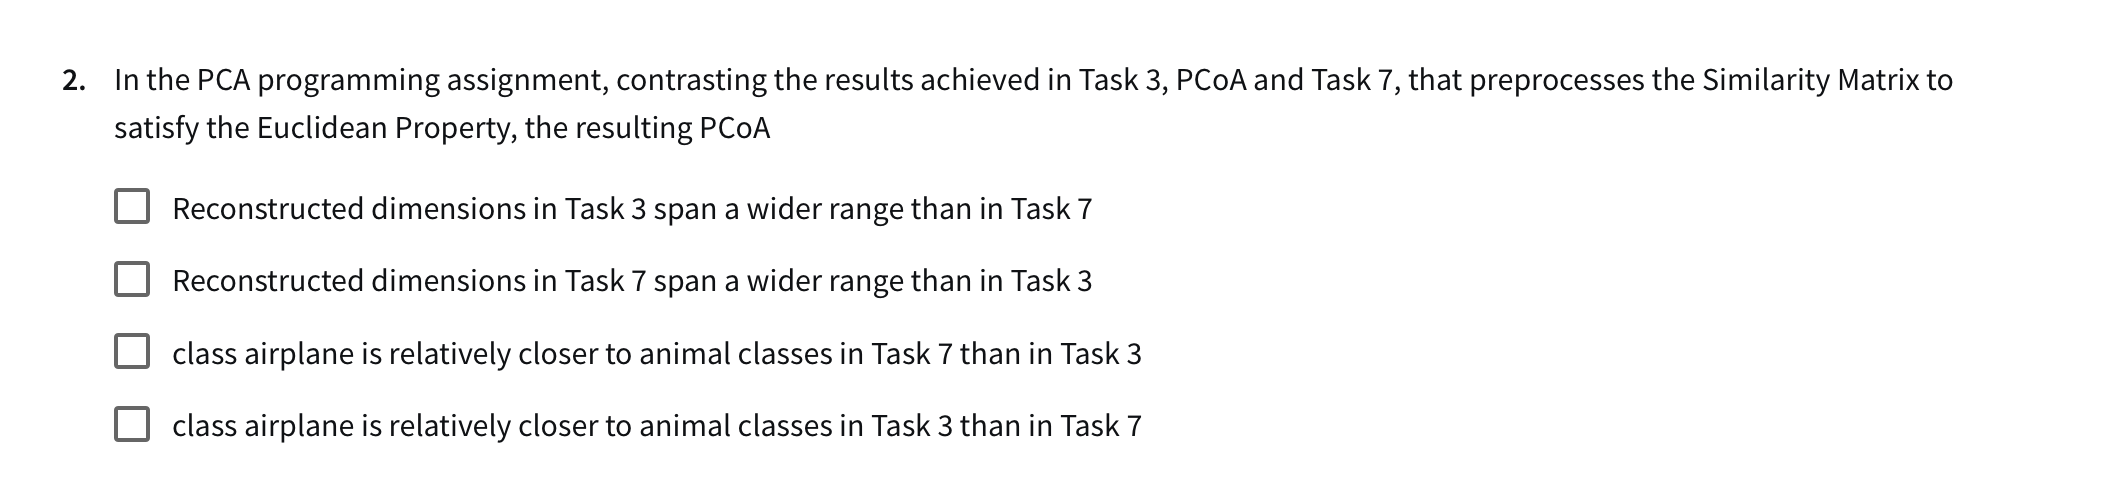 2. In the PCA programming assignment, contrasting the results achieved in Task 3, PCoA and Task 7, that preprocesses the Similarity Matrix to
satisfy the Euclidean Property, the resulting PCoA
Reconstructed dimensions in Task 3 span a wider range than in Task 7
Reconstructed dimensions in Task 7 span a wider range than in Task 3
class airplane is relatively closer to animal classes in Task 7 than in Task 3
class airplane is relatively closer to animal classes in Task 3 than in Task 7